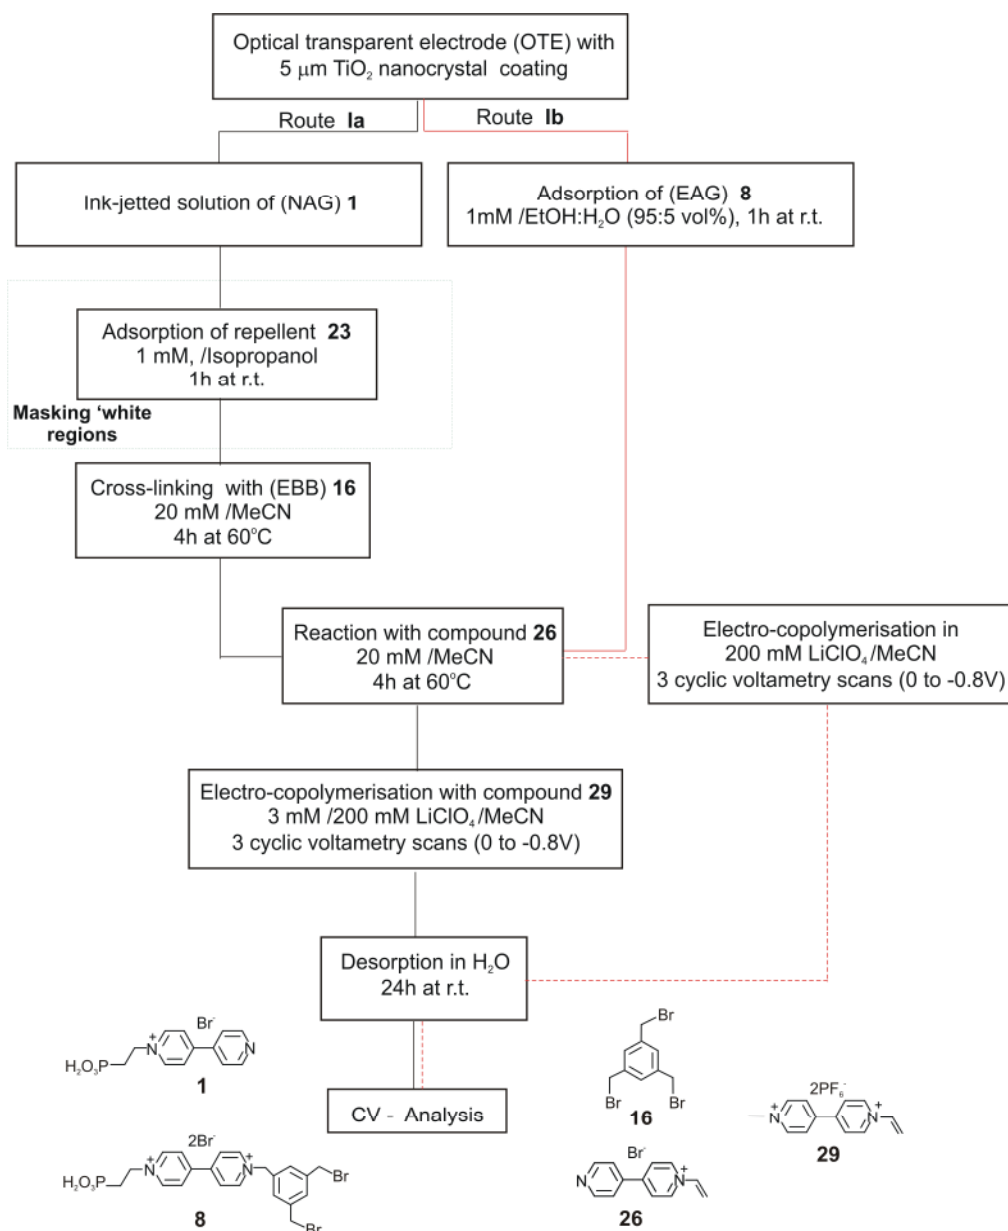 Optical transparent electrode (OTE) with
5 μm TiO₂ nanocrystal coating
Route Ia
Route Ib
Ink-jetted solution of (NAG) 1
Adsorption of (EAG) 8
1mM /EtOH:H₂O (95:5 vol%), 1h at r.t.
Adsorption of repellent 23
1 mM, /Isopropanol
1h at r.t.
Masking ‘white
regions
Cross-linking with (EBB) 16
20 mM /MeCN
4h at 60°C
Reaction with compound 26
20 mM /MeCN
4h at 60°C
Electro-copolymerisation in
200 mM LiClO₄/MeCN
3 cyclic voltametry scans (0 to -0.8V)
Electro-copolymerisation with compound 29
3 mM /200 mM LiClO₄/MeCN
3 cyclic voltametry scans (0 to -0.8V)
Desorption in H₂O
24h at r.t.
CV - Analysis
Br⁻
H₂O₃P
N⁺
N
1
2Br⁻
H₂O₃P
N⁺
N⁺
Br
Br
8
Br
Br
Br
16
Br⁻
N
N⁺
26
2PF₆⁻
N⁺
N⁺
29